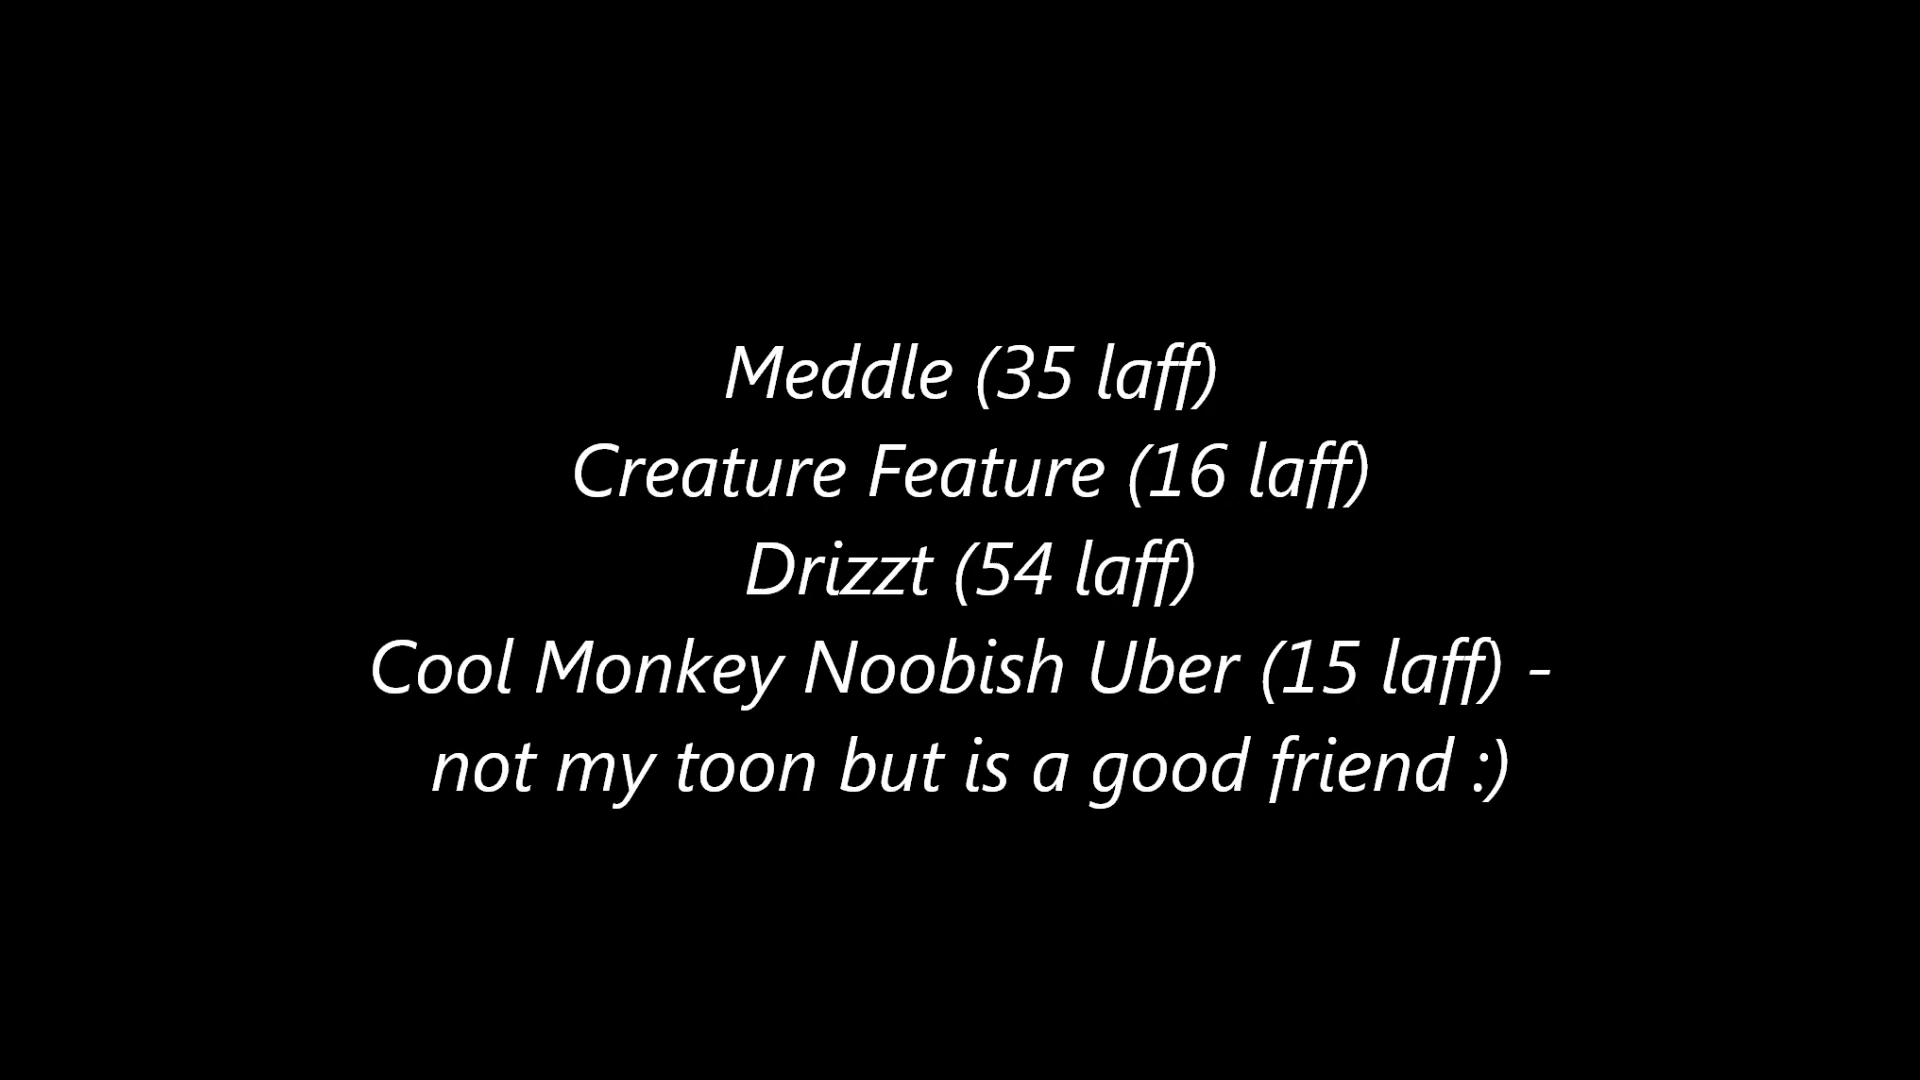 Meddle (35 laff)
Creature Feature (16 laff)
Drizzt (54 laff)
Cool Monkey Noobish Uber (15 laff) -
not my toon but is a good friend :)